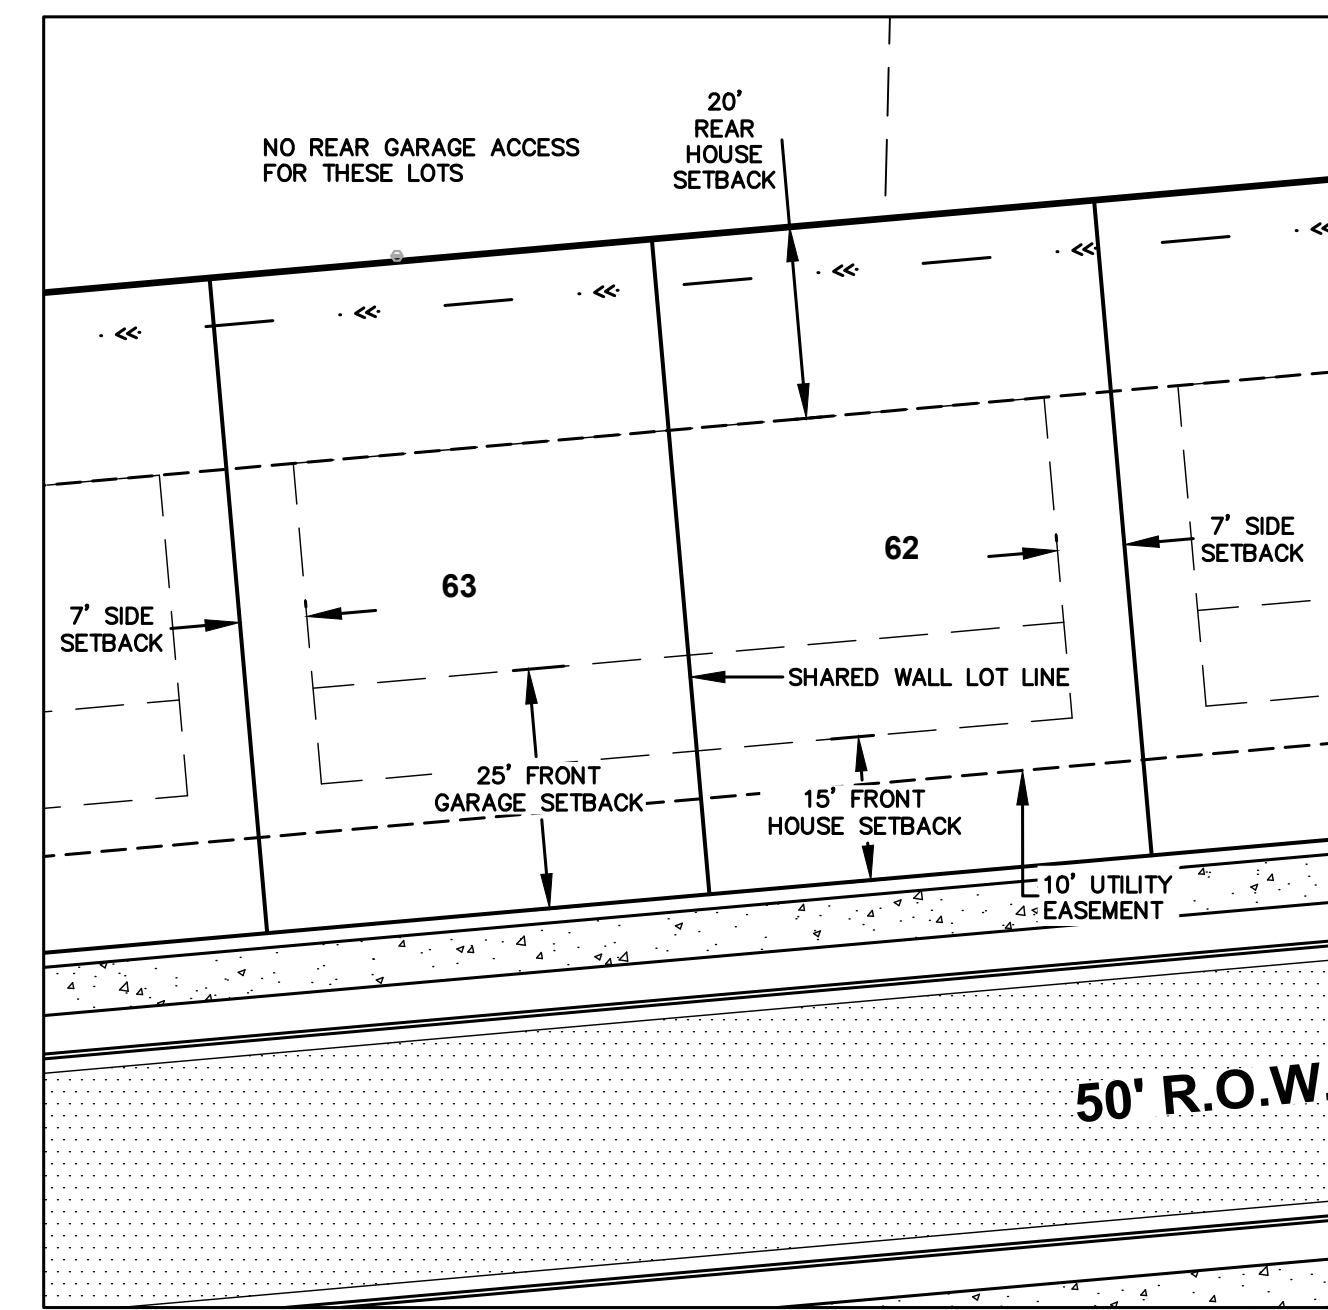 20'
REAR
HOUSE
SETBACK
NO REAR GARAGE ACCESS
FOR THESE LOTS
7' SIDE
SETBACK
62
63
7' SIDE
SETBACK
SHARED WALL LOT LINE
25' FRONT
GARAGE SETBACK
15' FRONT
HOUSE SETBACK
10' UTILITY
EASEMENT
50' R.O.W.